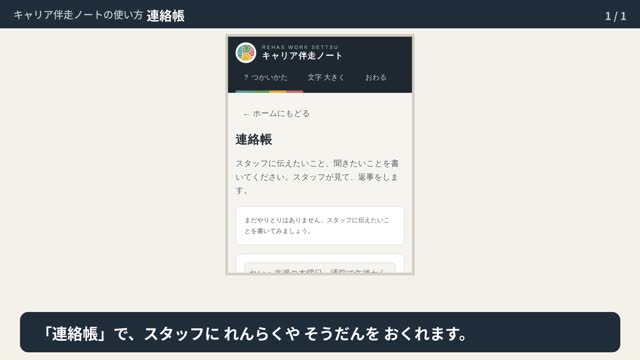 キャリア伴走ノートの使い方 連絡帳
1 / 1
REHAS WORK SETTSU
キャリア伴走ノート
? つかいかた 文字 大きく おわる
← ホームにもどる
連絡帳
スタッフに伝えたいこと、聞きたいことを書
いてください。スタッフが見て、返事をしま
す。
まだやりとりはありません。スタッフに伝えたいこ
とを書いてみましょう。
「連絡帳」で、スタッフに れんらくや そうだんを おくれます。